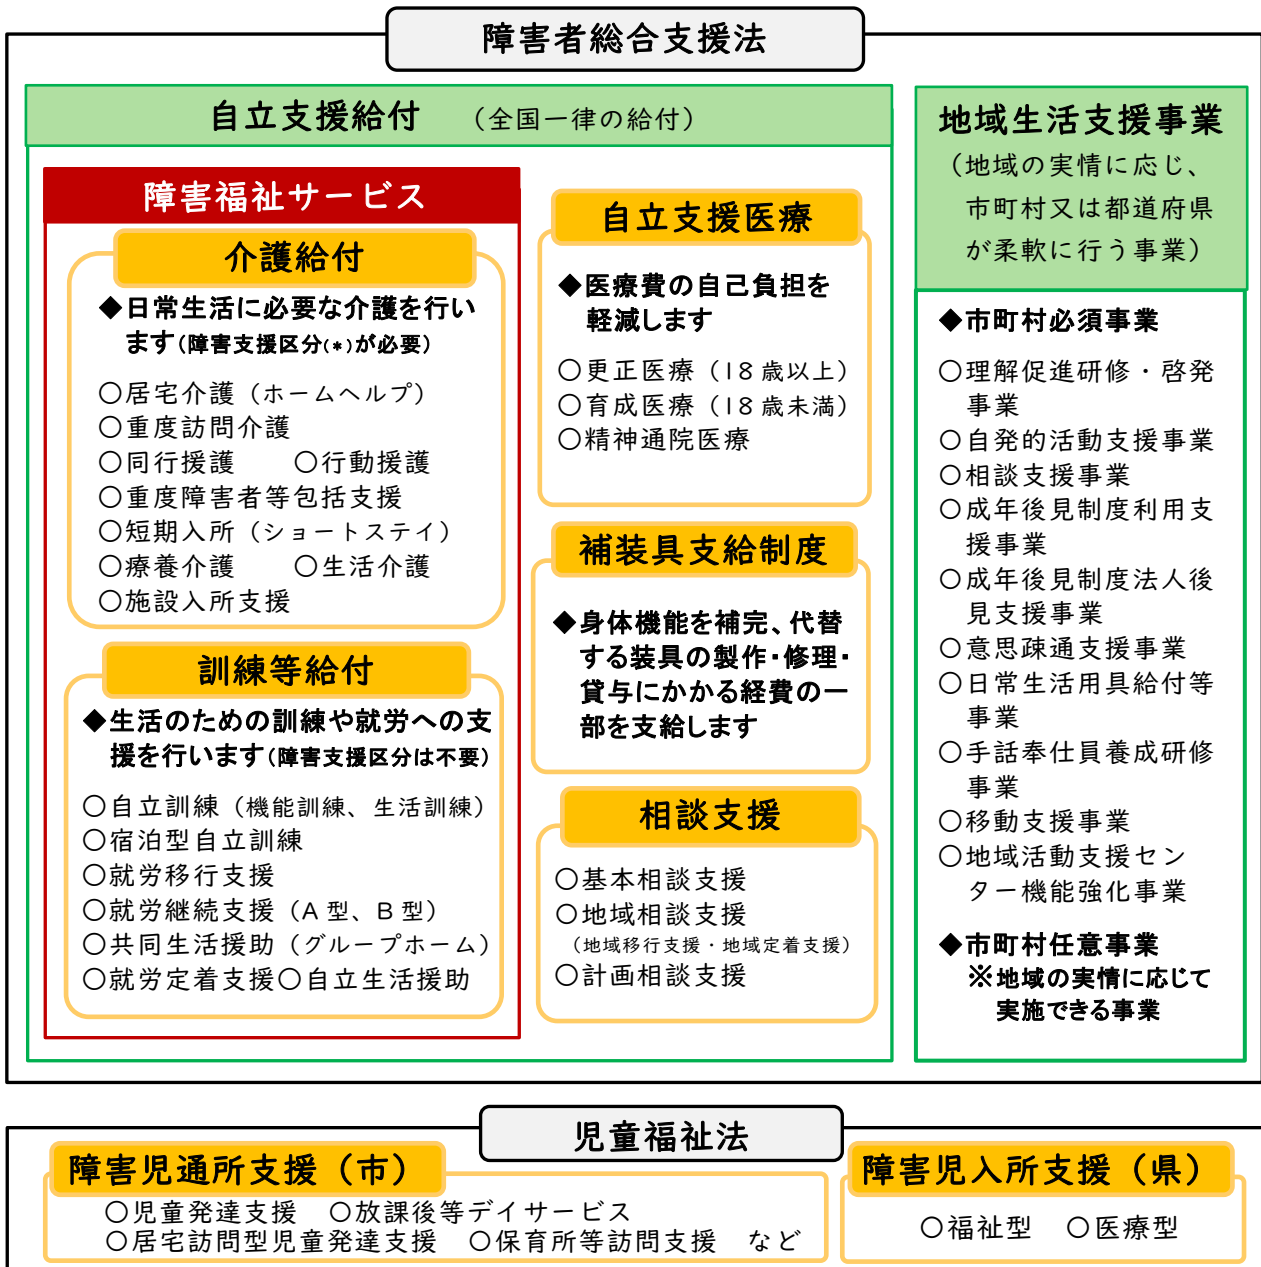 障害者総合支援法
自立支援給付 （全国一律の給付）
障害福祉サービス
介護給付
◆日常生活に必要な介護を行い
ます（障害支援区分(*)が必要）
○居宅介護（ホームヘルプ）
○重度訪問介護
○同行援護 ○行動援護
○重度障害者等包括支援
○短期入所（ショートステイ）
○療養介護 ○生活介護
○施設入所支援
訓練等給付
◆生活のための訓練や就労への支
援を行います（障害支援区分は不要）
○自立訓練（機能訓練、生活訓練）
○宿泊型自立訓練
○就労移行支援
○就労継続支援（A型、B型）
○共同生活援助（グループホーム）
○就労定着支援○自立生活援助
自立支援医療
◆医療費の自己負担を
軽減します
○更正医療（18歳以上）
○育成医療（18歳未満）
○精神通院医療
補装具支給制度
◆身体機能を補完、代替
する装具の製作・修理・
貸与にかかる経費の一
部を支給します
相談支援
○基本相談支援
○地域相談支援
（地域移行支援・地域定着支援）
○計画相談支援
地域生活支援事業
（地域の実情に応じ、
市町村又は都道府県
が柔軟に行う事業）
◆市町村必須事業
○理解促進研修・啓発
事業
○自発的活動支援事業
○相談支援事業
○成年後見制度利用支
援事業
○成年後見制度法人後
見支援事業
○意思疎通支援事業
○日常生活用具給付等
事業
○手話奉仕員養成研修
事業
○移動支援事業
○地域活動支援セン
ター機能強化事業
◆市町村任意事業
※地域の実情に応じて
実施できる事業
児童福祉法
障害児通所支援（市）
○児童発達支援 ○放課後等デイサービス
○居宅訪問型児童発達支援 ○保育所等訪問支援 など
障害児入所支援（県）
○福祉型 ○医療型